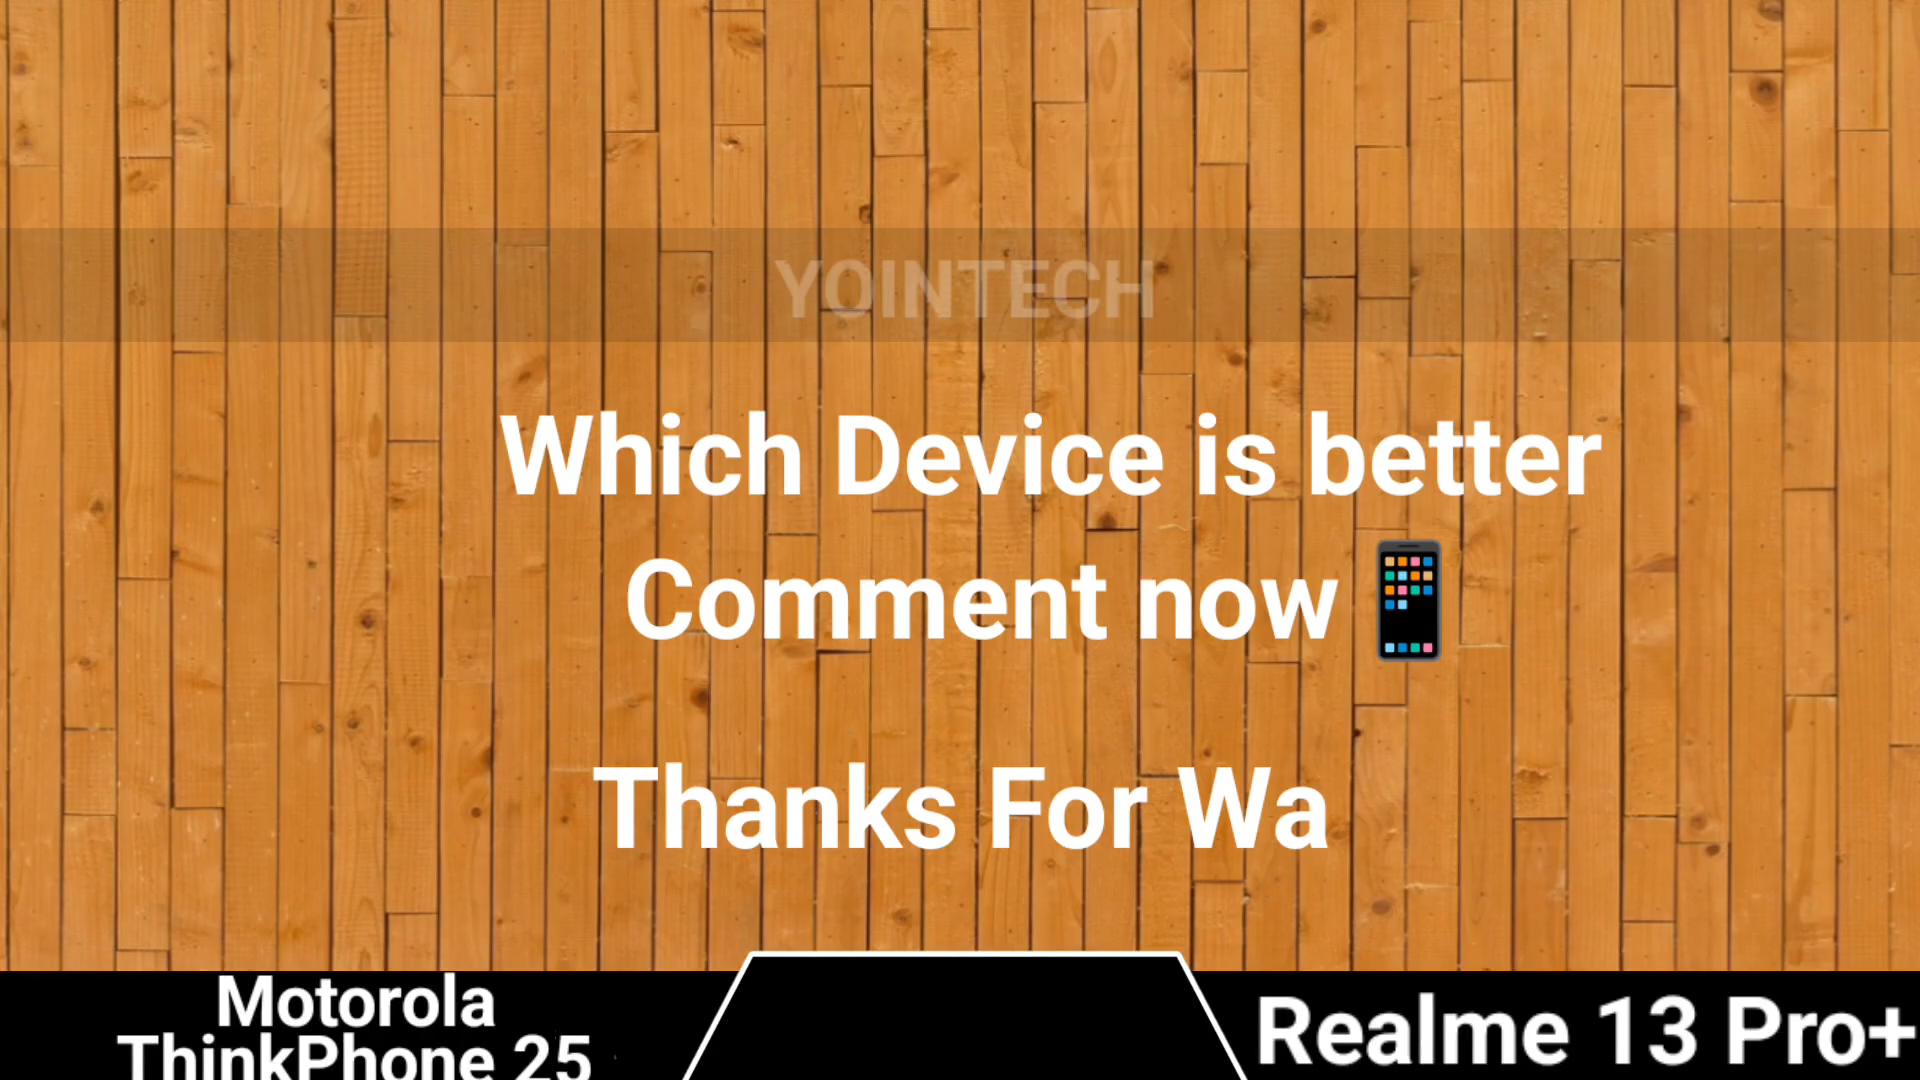 YOINTECH
Which Device is better
Comment now
Thanks For Wa
Motorola
ThinkPhone 25
Realme 13 Pro+